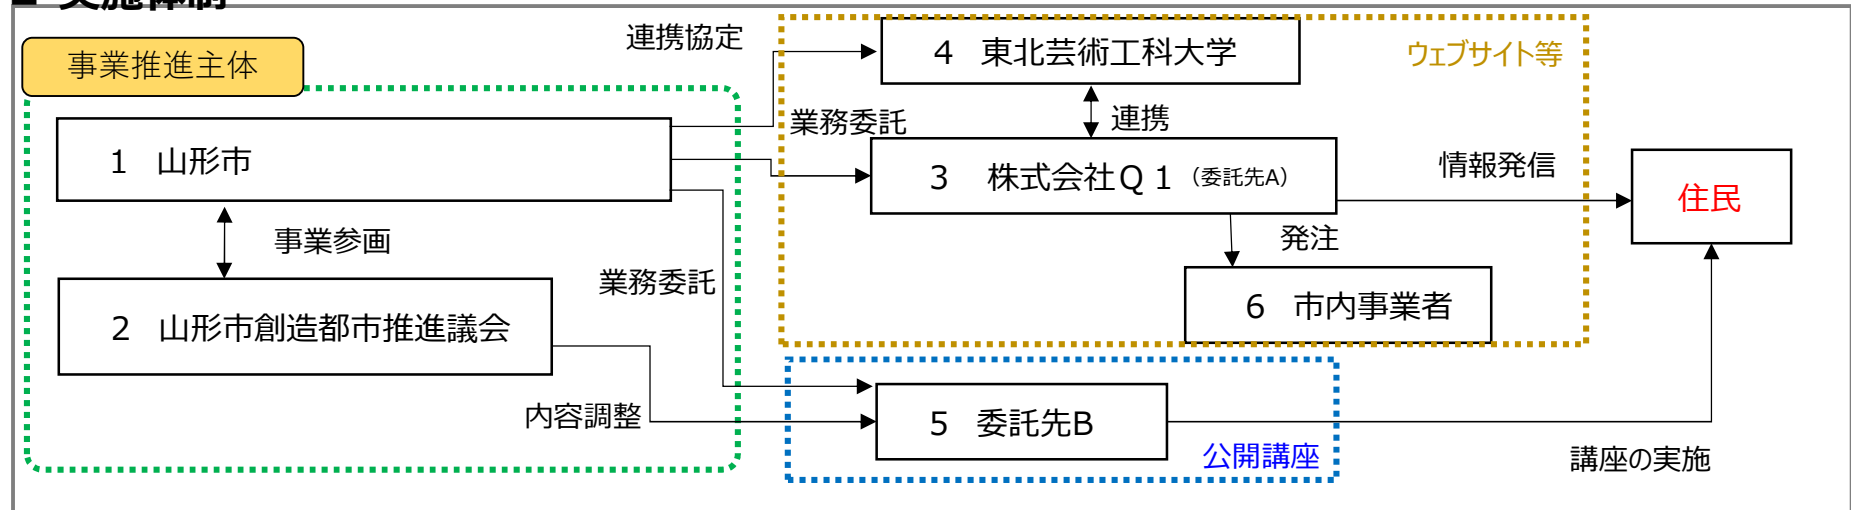 ■ 実施体制
事業推進主体
連携協定
4 東北芸術工科大学
ウェブサイト等
業務委託
連携
1 山形市
3 株式会社Q1（委託先A）
情報発信
住民
事業参画
発注
業務委託
6 市内事業者
2 山形市創造都市推進議会
内容調整
5 委託先B
公開講座
講座の実施